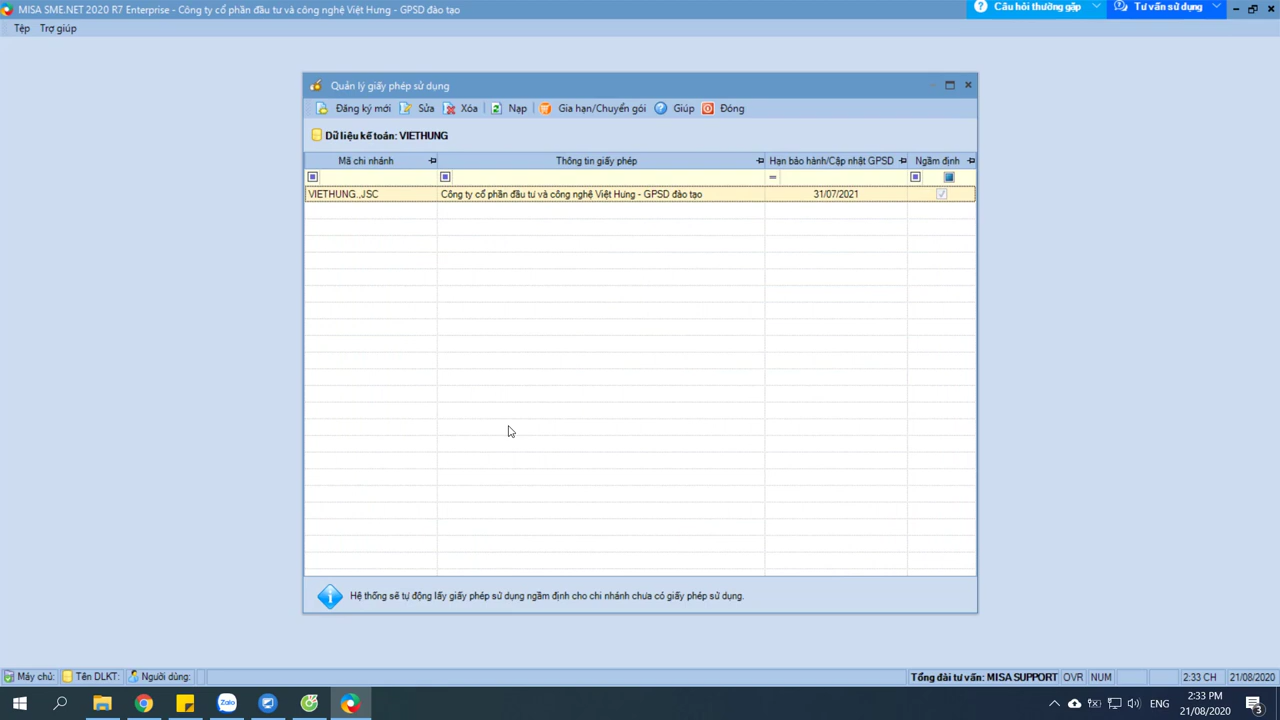 MISA SME.NET 2020 R7 Enterprise - Công ty cổ phần đầu tư và công nghệ Việt Hưng - GPSD đào tạo
Câu hỏi thường gặp
Tư vấn sử dụng
Tệp Trợ giúp
Quản lý giấy phép sử dụng
Đăng ký mới Sửa Xóa Nạp Gia hạn/Chuyển gói Giúp Đóng
Dữ liệu kế toán: VIETHUNG
Mã chi nhánh Thông tin giấy phép Hạn bảo hành/Cập nhật GPSD Ngầm định
=
VIETHUNG.,JSC Công ty cổ phần đầu tư và công nghệ Việt Hưng - GPSD đào tạo 31/07/2021
Hệ thống sẽ tự động lấy giấy phép sử dụng ngầm định cho chi nhánh chưa có giấy phép sử dụng.
Máy chủ: Tên DLKT: Người dùng: Tổng đài tư vấn: MISA SUPPORT OVR NUM 2:33 CH 21/08/2020
Zalo ENG 2:33 PM
21/08/2020
3